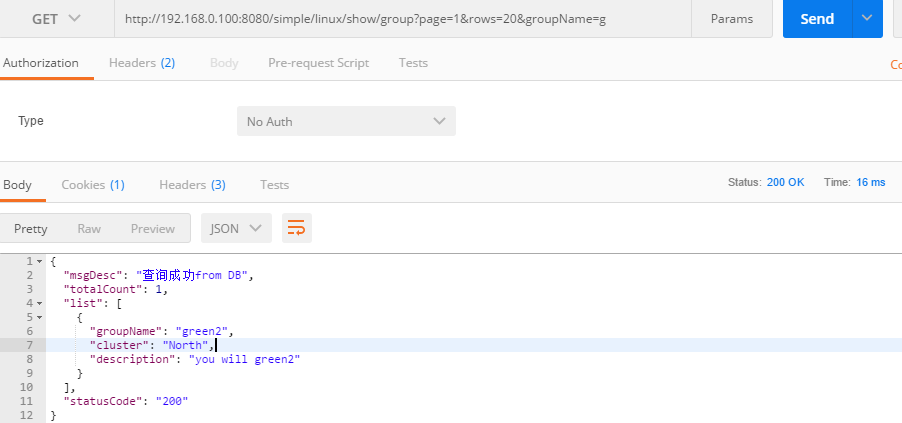 GET http://192.168.0.100:8080/simple/linux/show/group?page=1&rows=20&groupName=g Params Send
Authorization Headers (2) Body Pre-request Script Tests Co
Type No Auth
Body Cookies (1) Headers (3) Tests Status: 200 OK Time: 16 ms
Pretty Raw Preview JSON
1 {
2 "msgDesc": "查询成功from DB",
3 "totalCount": 1,
4 "list": [
5 {
6 "groupName": "green2",
7 "cluster": "North",
8 "description": "you will green2"
9 }
10 ],
11 "statusCode": "200"
12 }